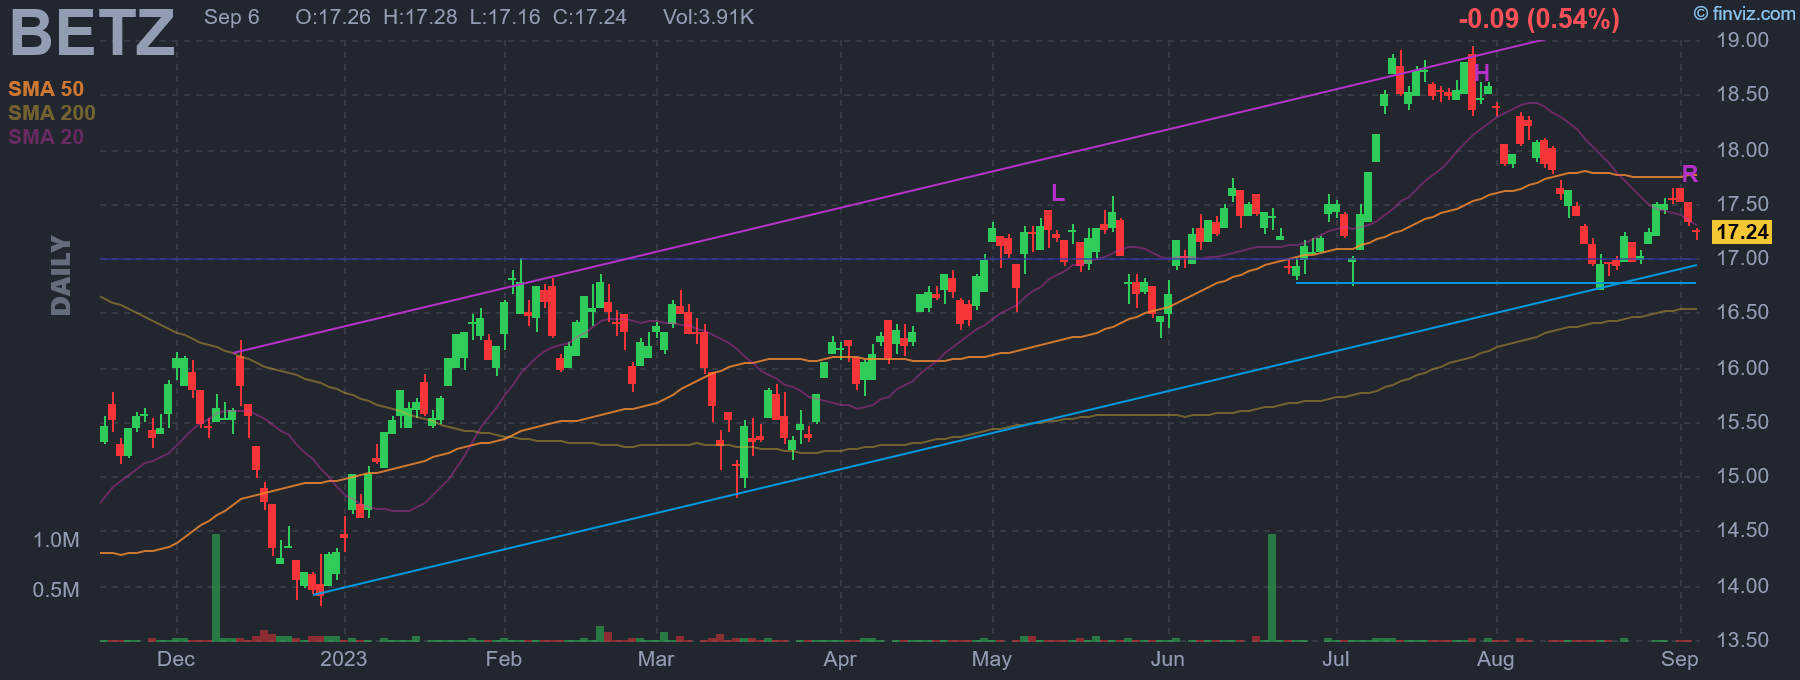 BETZ
Sep 6 O:17.26 H:17.28 L:17.16 C:17.24 Vol:3.91K
-0.09 (0.54%)
© finviz.com
SMA 50
SMA 200
SMA 20
DAILY
19.00
18.50
18.00
17.50
17.24
17.00
16.50
16.00
15.50
15.00
14.50
14.00
13.50
1.0M
0.5M
L
H
R
Dec 2023 Feb Mar Apr May Jun Jul Aug Sep